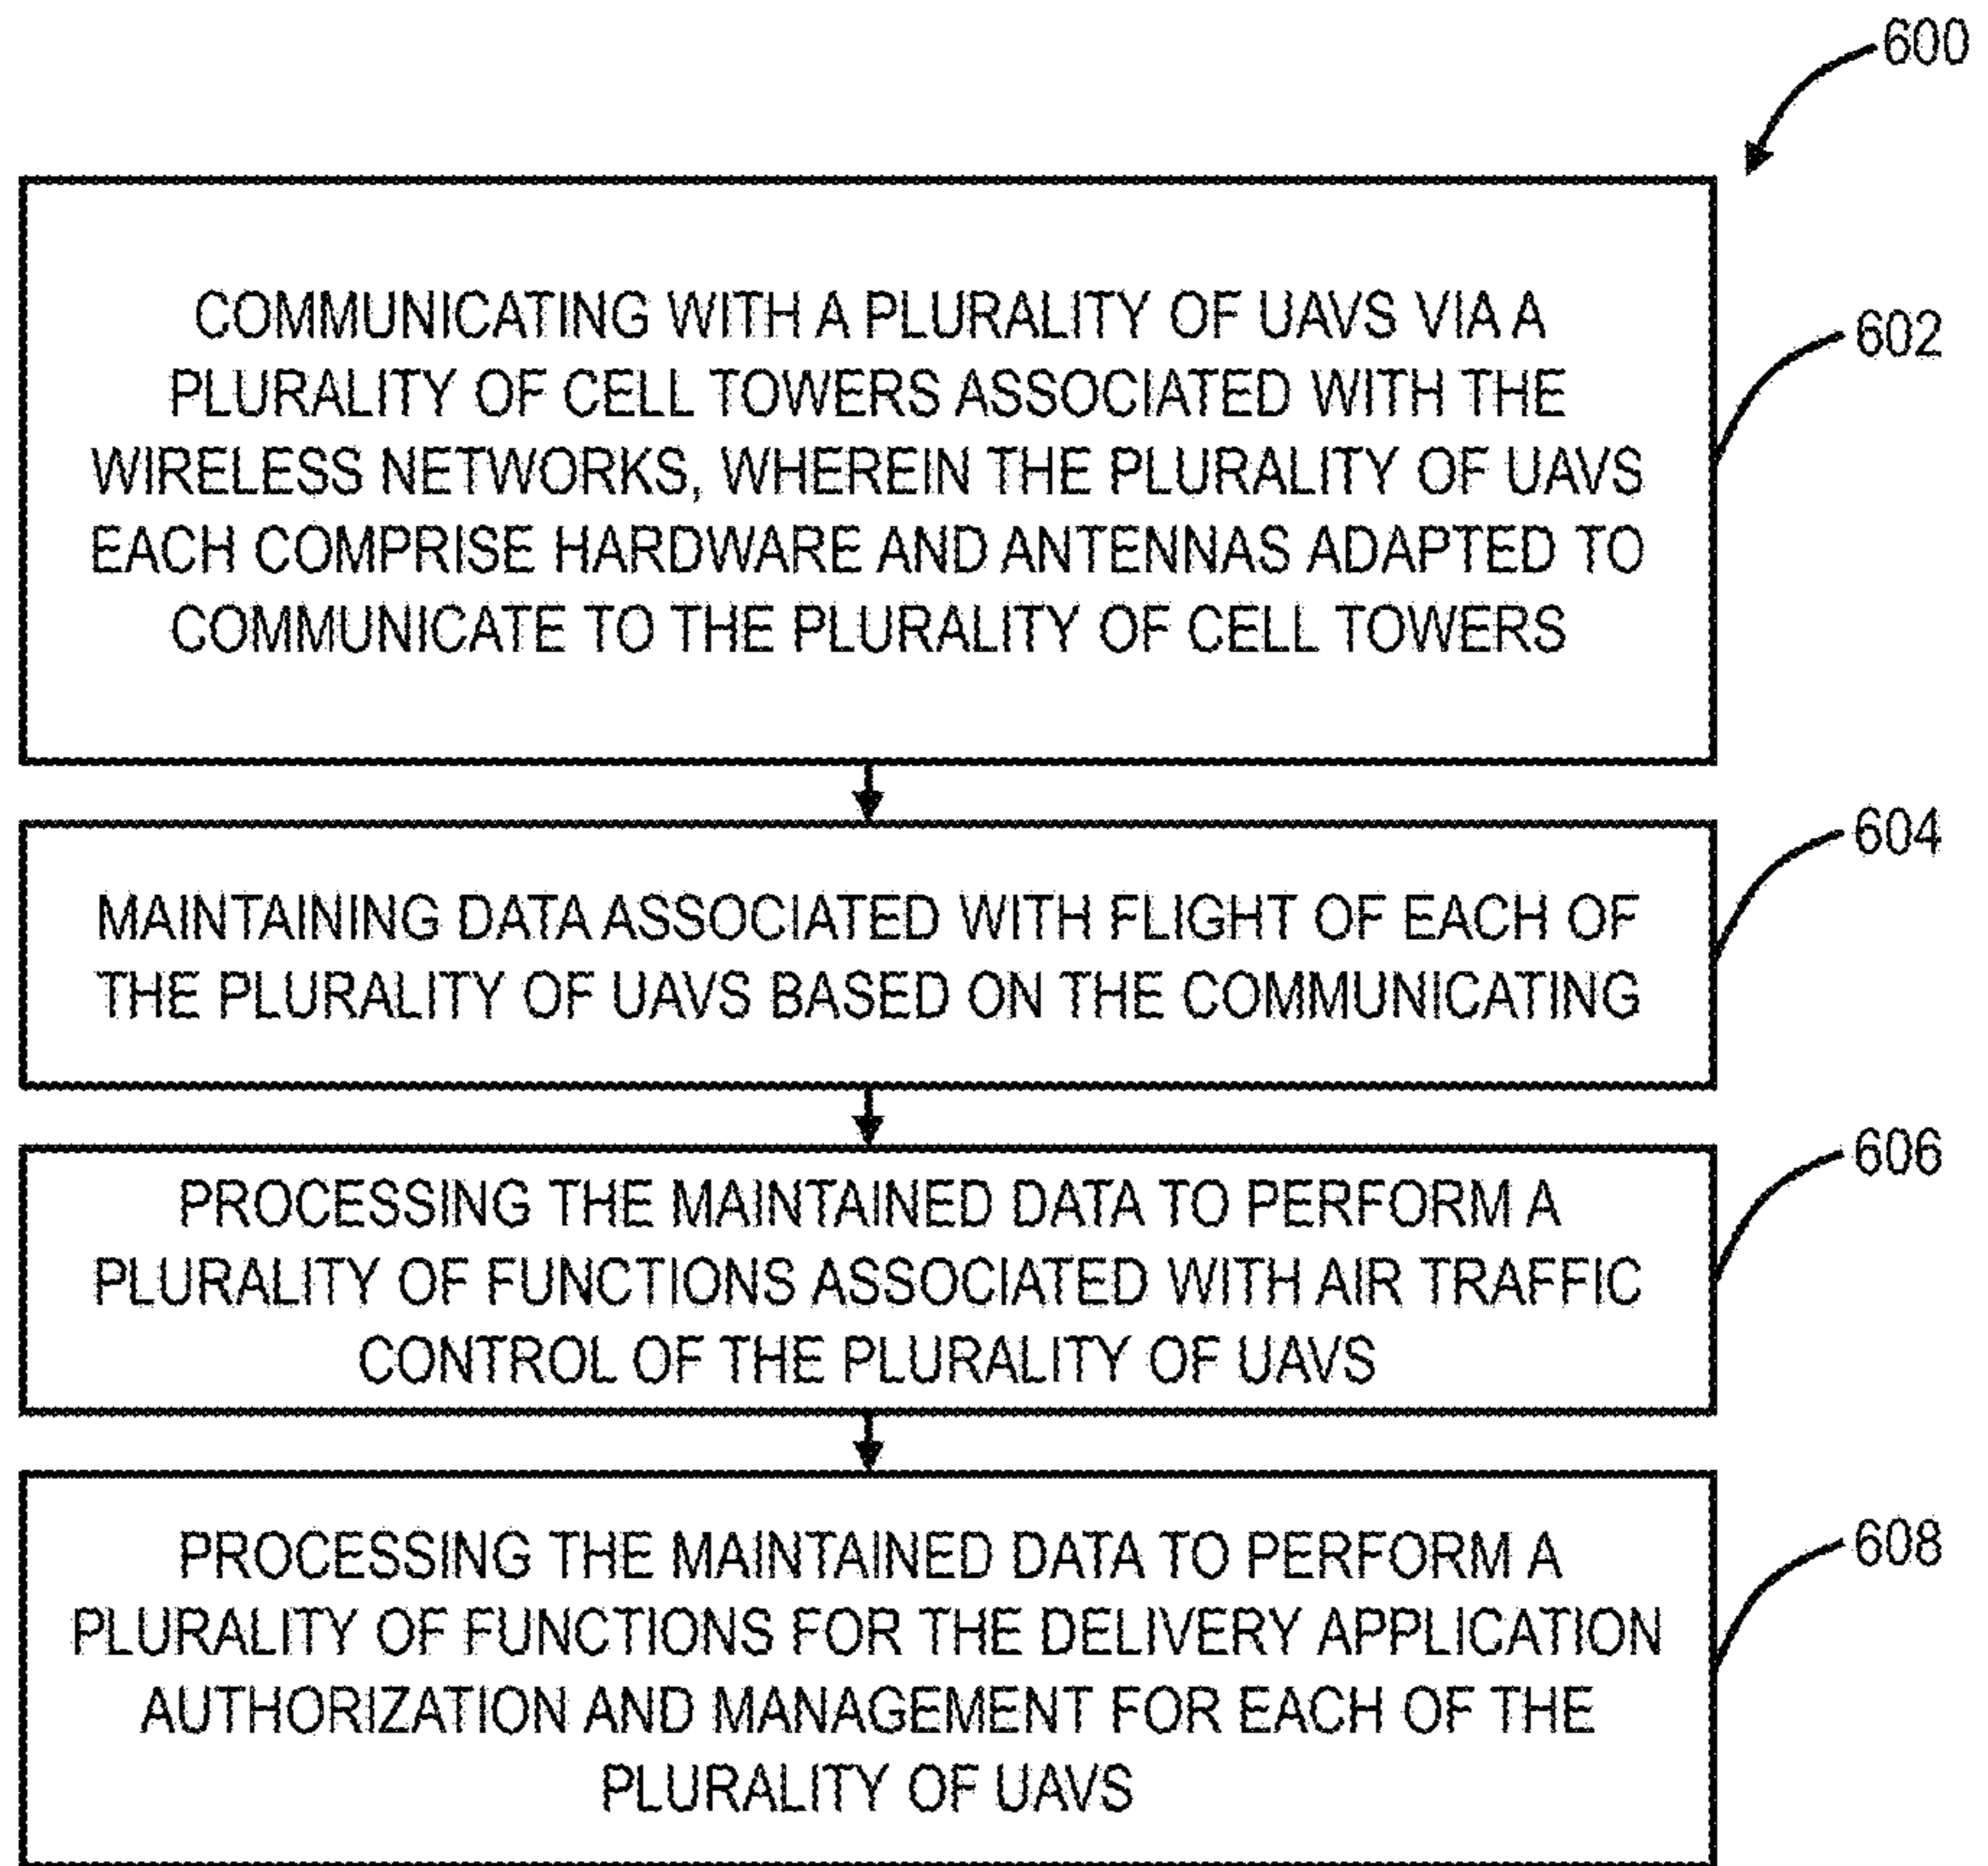 600
COMMUNICATING WITH A PLURALITY OF UAVS VIA A
PLURALITY OF CELL TOWERS ASSOCIATED WITH THE
WIRELESS NETWORKS, WHEREIN THE PLURALITY OF UAVS
EACH COMPRISE HARDWARE AND ANTENNAS ADAPTED TO
COMMUNICATE TO THE PLURALITY OF CELL TOWERS
602
MAINTAINING DATA ASSOCIATED WITH FLIGHT OF EACH OF
THE PLURALITY OF UAVS BASED ON THE COMMUNICATING
604
PROCESSING THE MAINTAINED DATA TO PERFORM A
PLURALITY OF FUNCTIONS ASSOCIATED WITH AIR TRAFFIC
CONTROL OF THE PLURALITY OF UAVS
606
PROCESSING THE MAINTAINED DATA TO PERFORM A
PLURALITY OF FUNCTIONS FOR THE DELIVERY APPLICATION
AUTHORIZATION AND MANAGEMENT FOR EACH OF THE
PLURALITY OF UAVS
608